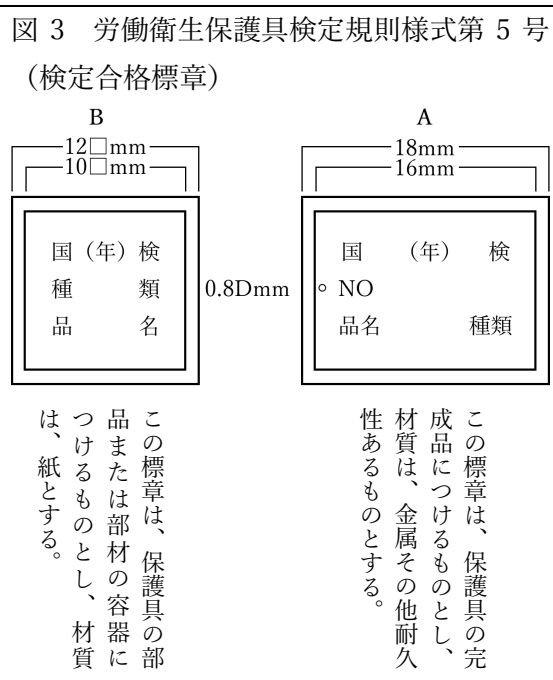 図 3 労働衛生保護具検定規則様式第 5 号
（検定合格標章）
B
12□mm
10□mm
国（年）検
種 類
品 名
0.8Dmm
A
18mm
16mm
国 （年） 検
○ NO
品名 種類
この標章は、保護具の完
成品につけるものとし、
材質は、金属その他耐久
性あるものとする。
この標章は、保護具の部
品または部材の容器に
つけるものとし、材質
は、紙とする。